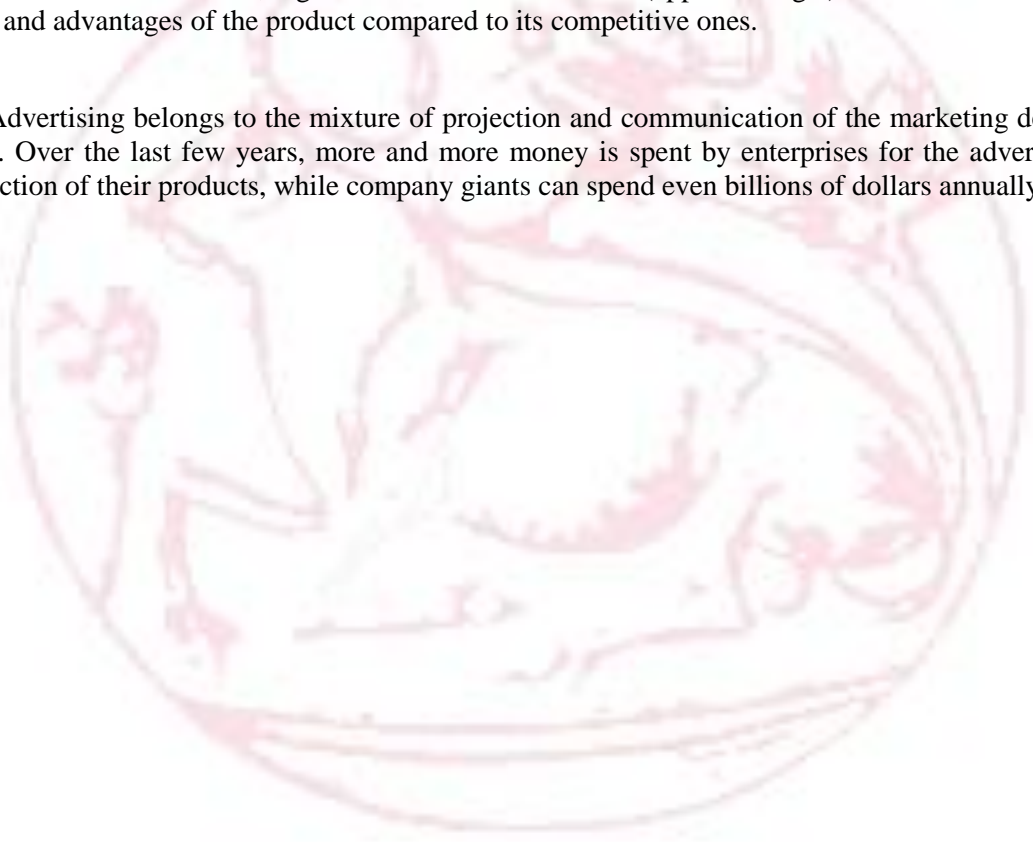 and advantages of the product compared to its competitive ones.
Advertising belongs to the mixture of projection and communication of the marketing
. Over the last few years, more and more money is spent by enterprises for the
ction of their products, while company giants can spend even billions of dollars annually